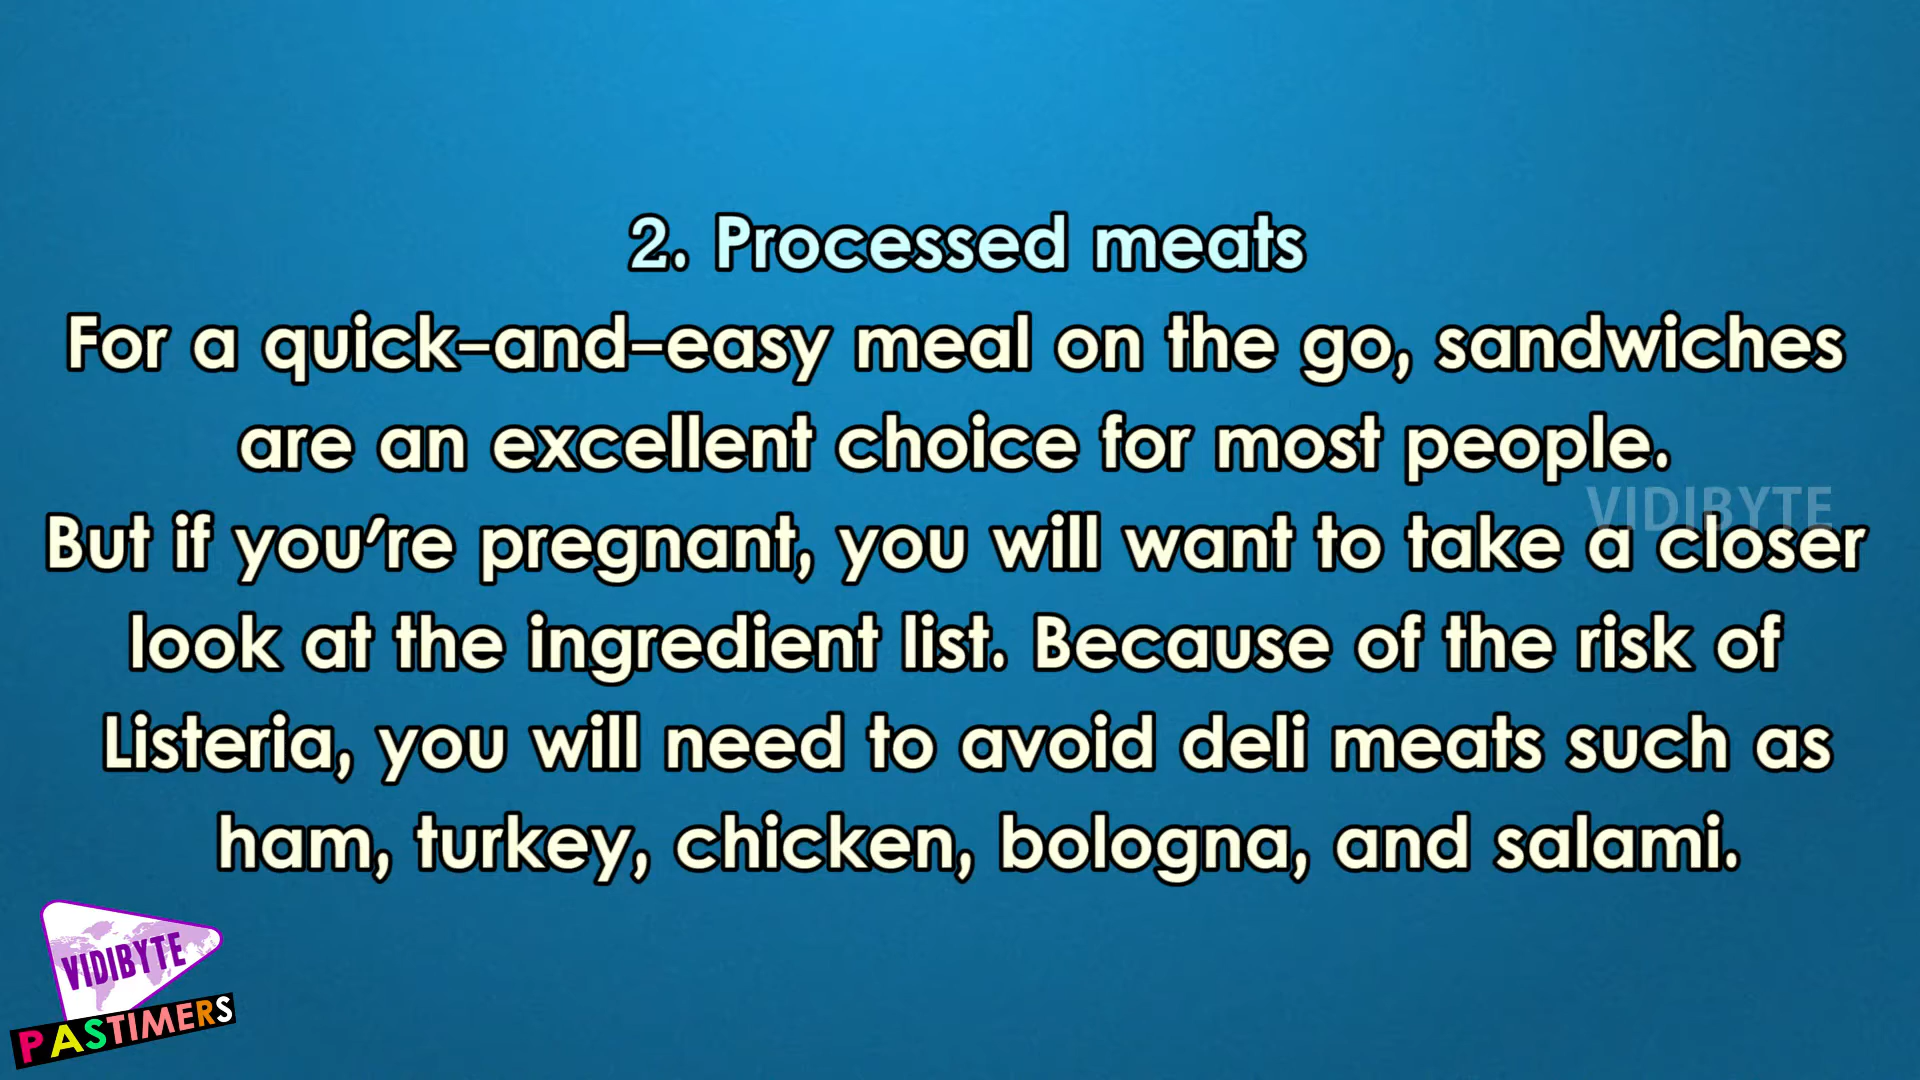 2. Processed meats
For a quick-and-easy meal on the go, sandwiches
are an excellent choice for most people.
VIDIBYTE
But if you're pregnant, you will want to take a closer
look at the ingredient list. Because of the risk of
Listeria, you will need to avoid deli meats such as
ham, turkey, chicken, bologna, and salami.
VIDIBYTE
PASTIMERS